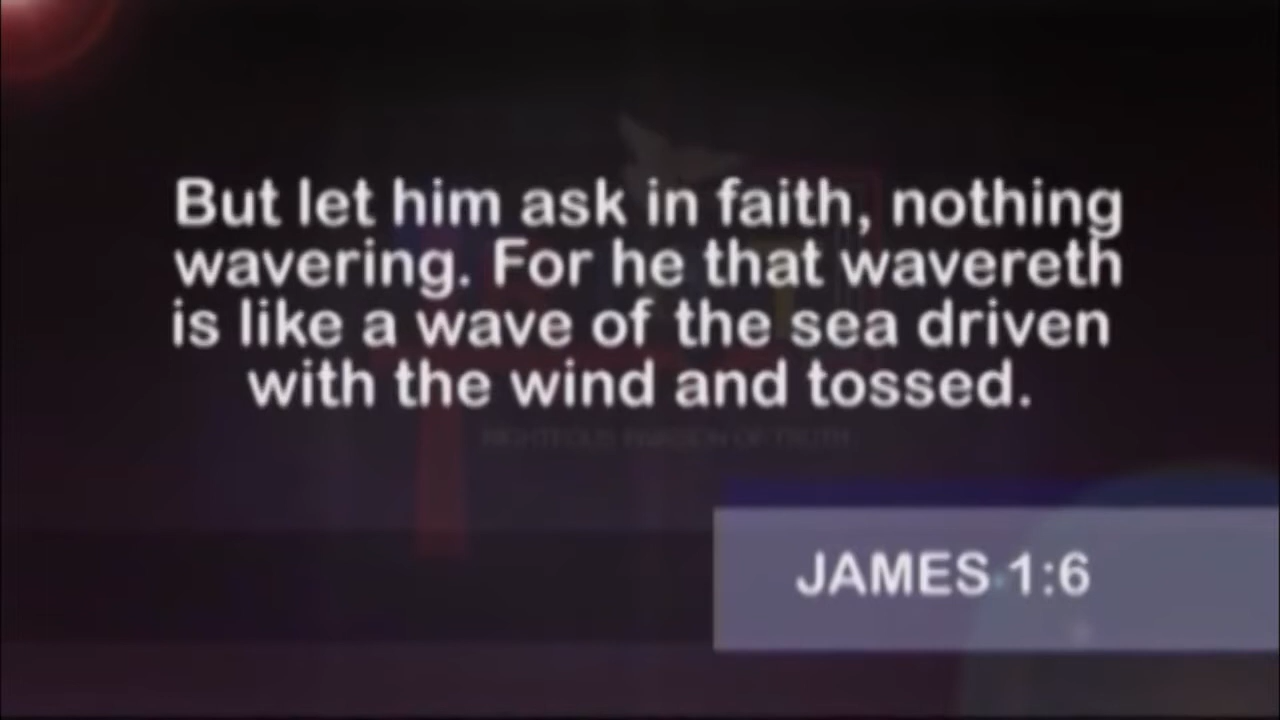 But let him ask in faith, nothing
wavering. For he that wavereth
is like a wave of the sea driven
with the wind and tossed.
JAMES 1:6